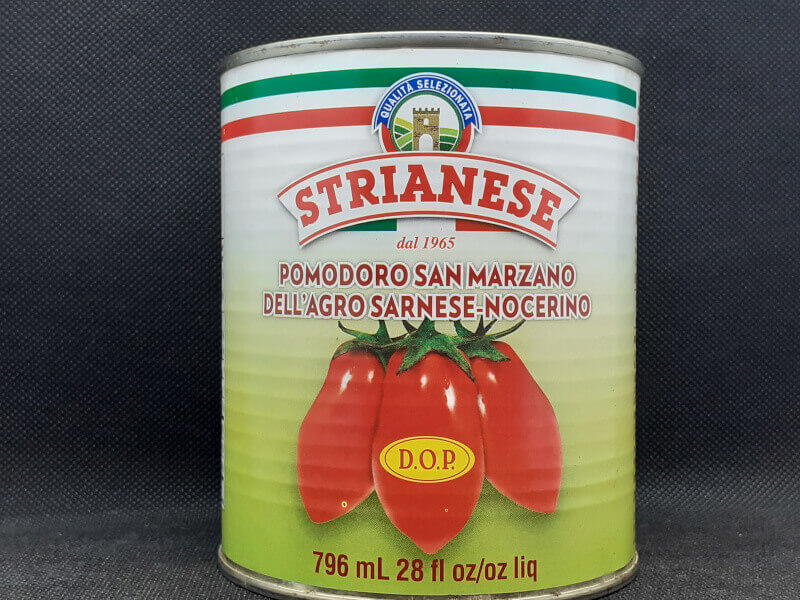 QUALITÀ SELEZIONATA
STRIANESE
dal 1965
POMODORO SAN MARZANO
DELL'AGRO SARNESE-NOCERINO
D.O.P.
796 mL 28 fl oz/oz liq